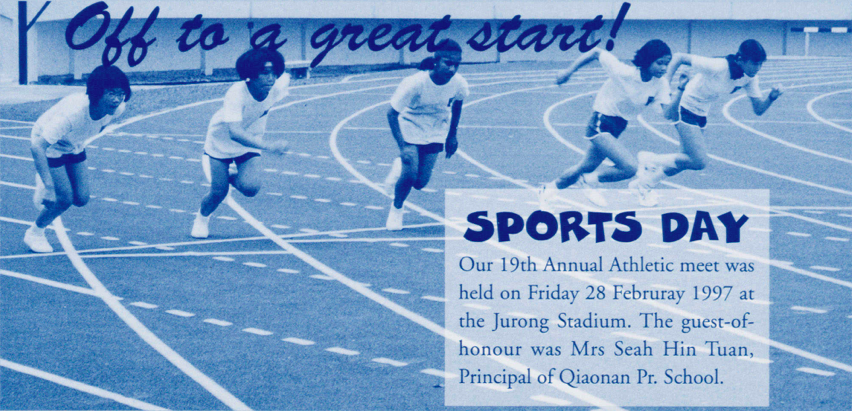 Off to a great start!
SPORTS DAY
Our 19th Annual Athletic meet was
held on Friday 28 Februray 1997 at
the Jurong Stadium. The guest-of-
honour was Mrs Seah Hin Tuan,
Principal of Qiaonan Pr. School.